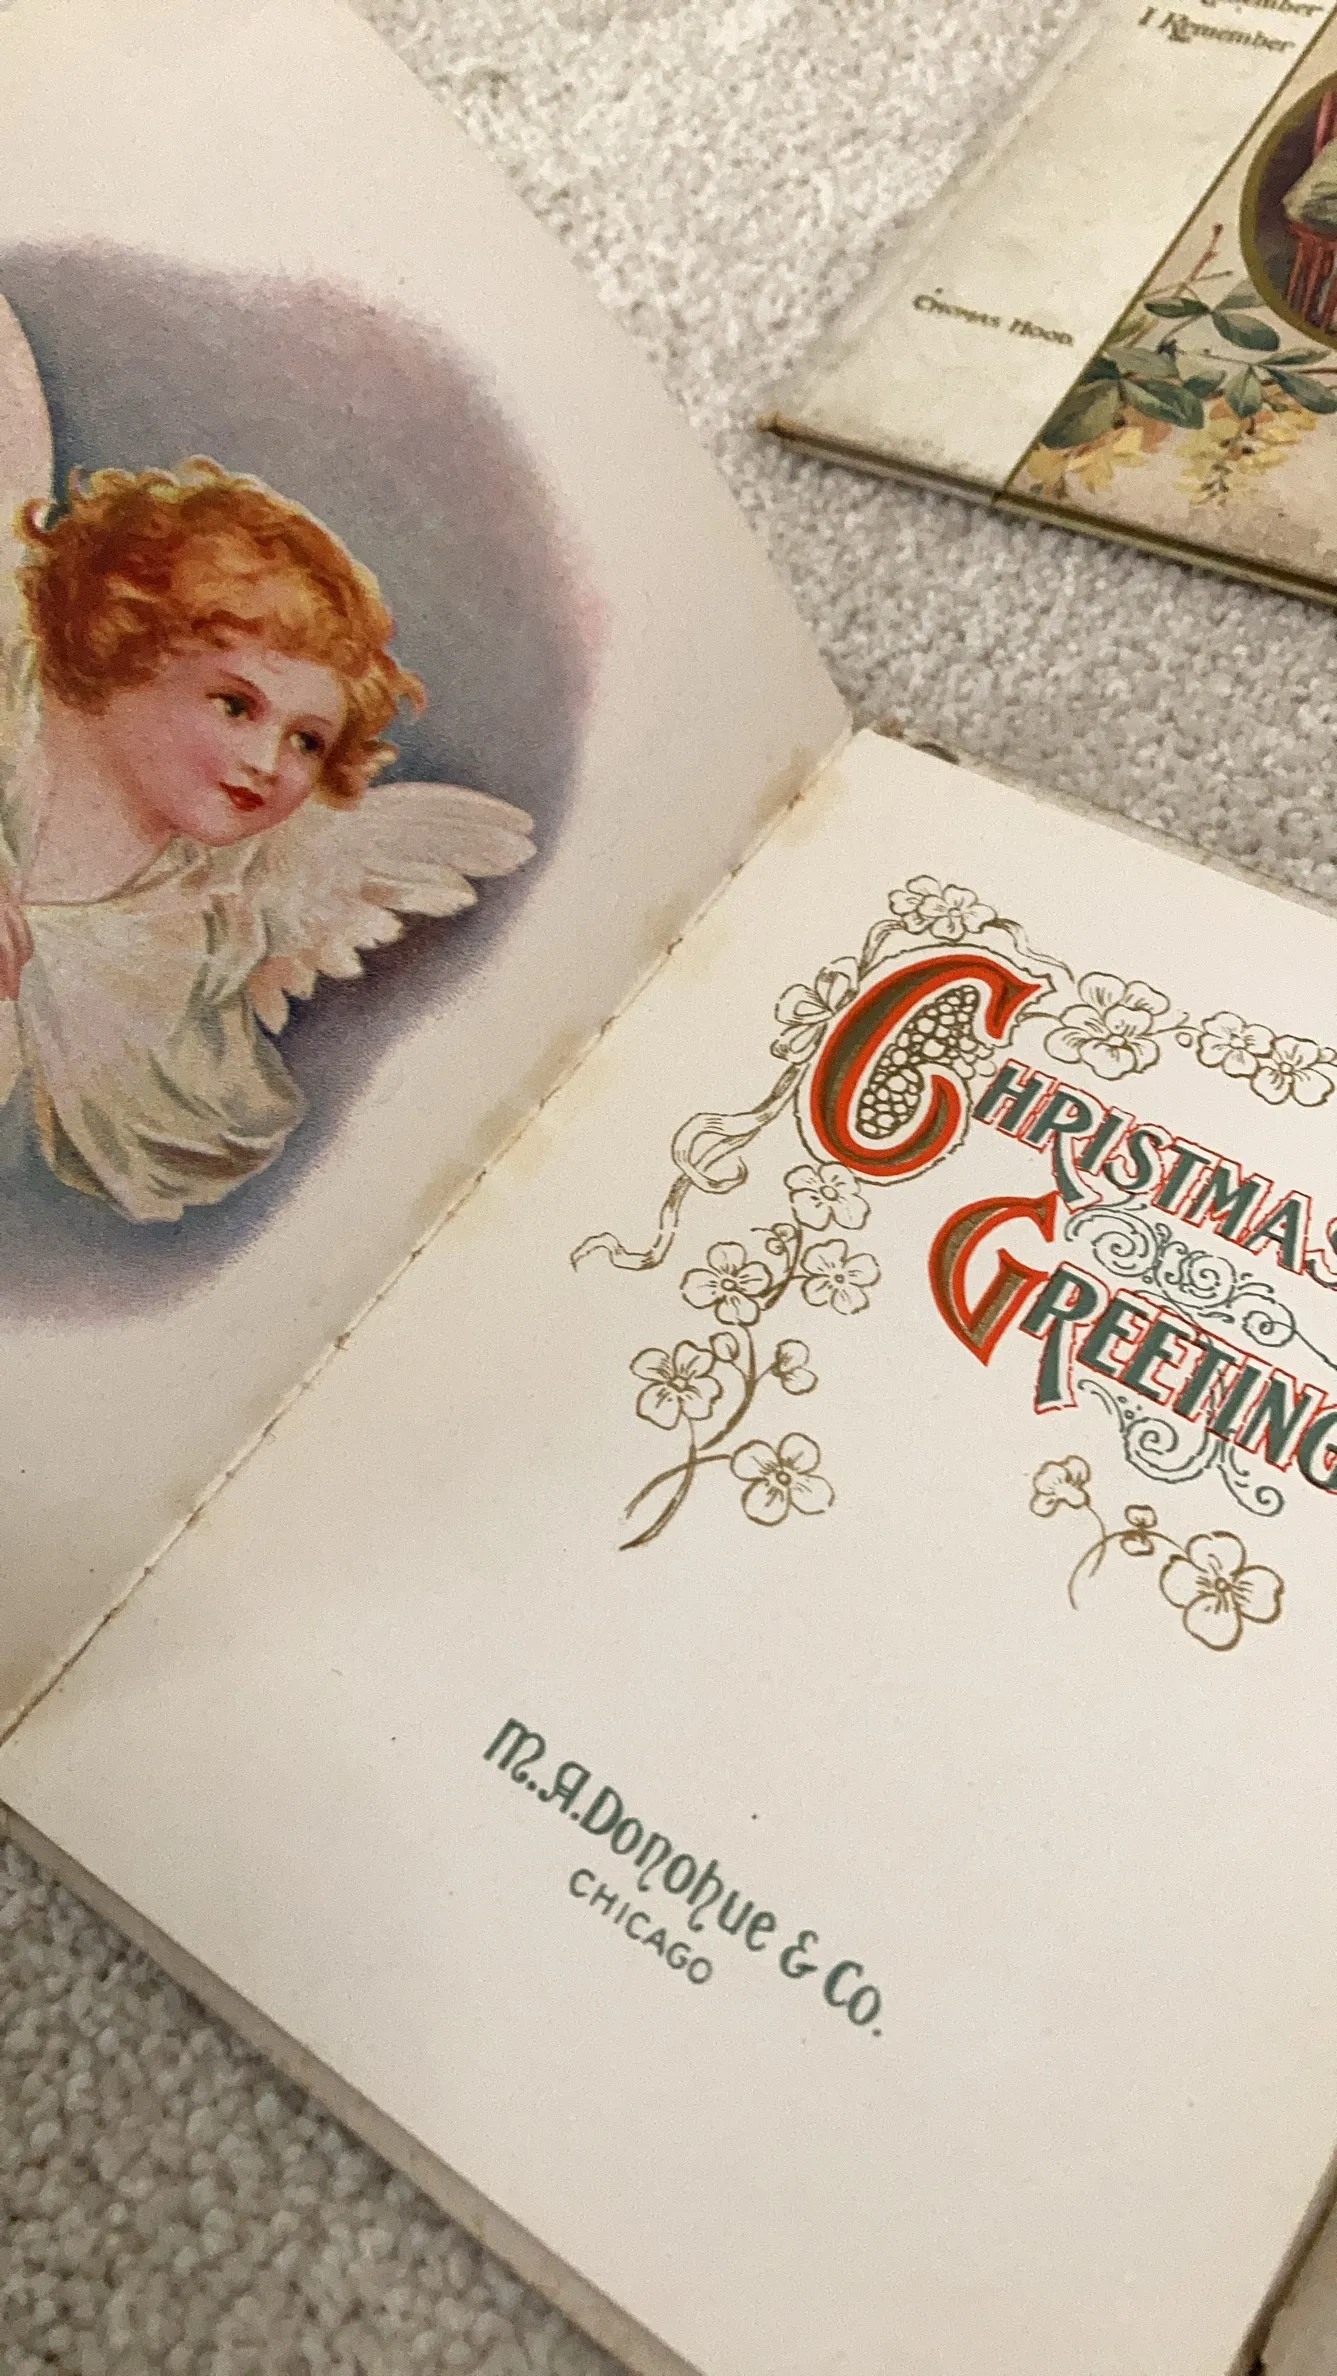 I Remember
Thomas Hood
Christmas
Greeting
M.A. Donohue & Co.
CHICAGO